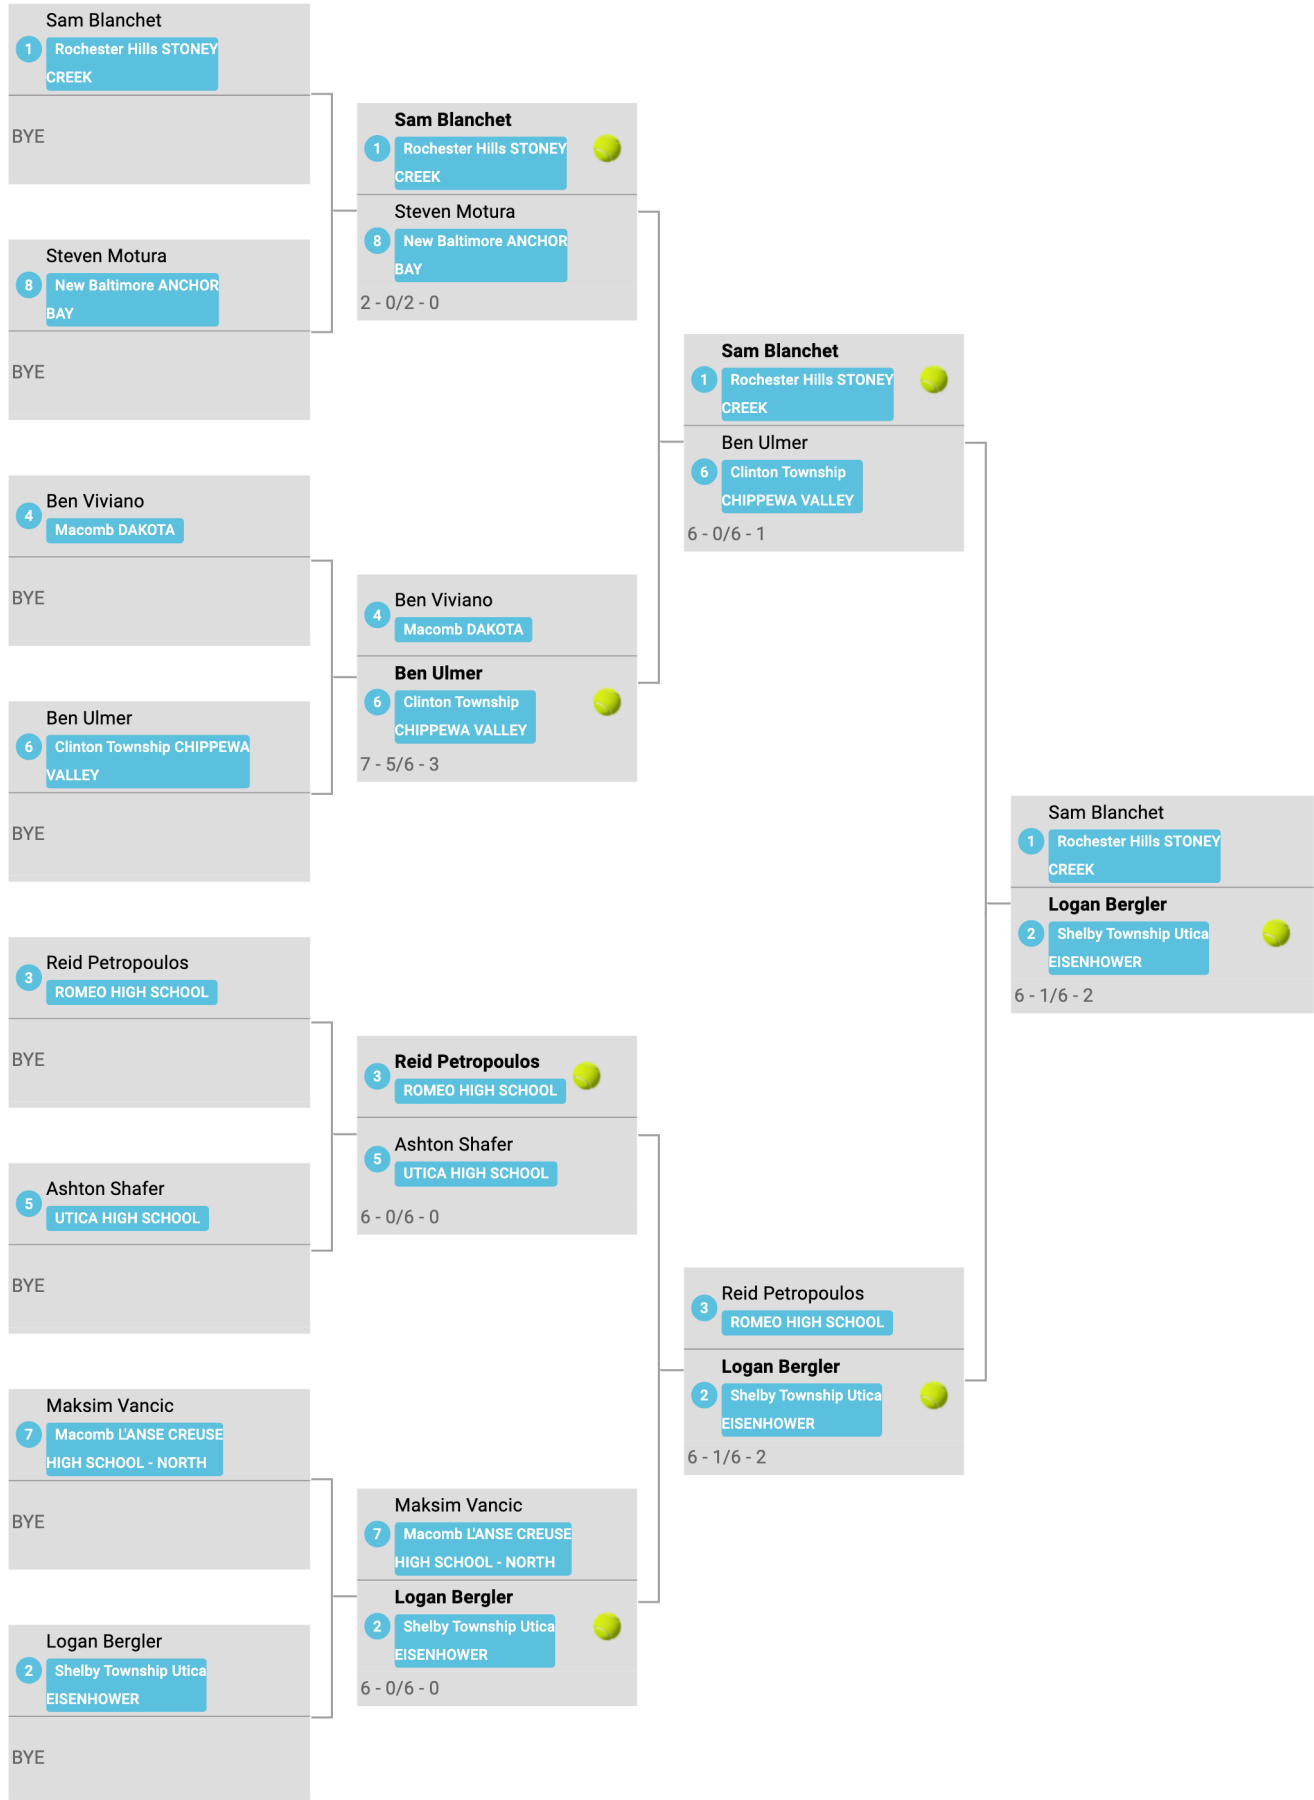 Sam Blanchet
1 Rochester Hills STONEY
CREEK
BYE
Steven Motura
8 New Baltimore ANCHOR
BAY
BYE
Ben Viviano
4 Macomb DAKOTA
BYE
Ben Ulmer
6 Clinton Township CHIPPEWA
VALLEY
BYE
Reid Petropoulos
3 ROMEO HIGH SCHOOL
BYE
Ashton Shafer
5 UTICA HIGH SCHOOL
BYE
Maksim Vancic
7 Macomb L'ANSE CREUSE
HIGH SCHOOL - NORTH
BYE
Logan Bergler
2 Shelby Township Utica
EISENHOWER
BYE
Sam Blanchet
1 Rochester Hills STONEY
CREEK
Steven Motura
8 New Baltimore ANCHOR
BAY
2 - 0/2 - 0
Ben Viviano
4 Macomb DAKOTA
Ben Ulmer
6 Clinton Township
CHIPPEWA VALLEY
7 - 5/6 - 3
Reid Petropoulos
3 ROMEO HIGH SCHOOL
Ashton Shafer
5 UTICA HIGH SCHOOL
6 - 0/6 - 0
Maksim Vancic
7 Macomb L'ANSE CREUSE
HIGH SCHOOL - NORTH
Logan Bergler
2 Shelby Township Utica
EISENHOWER
6 - 0/6 - 0
Sam Blanchet
1 Rochester Hills STONEY
CREEK
Ben Ulmer
6 Clinton Township
CHIPPEWA VALLEY
6 - 0/6 - 1
Reid Petropoulos
3 ROMEO HIGH SCHOOL
Logan Bergler
2 Shelby Township Utica
EISENHOWER
6 - 1/6 - 2
Sam Blanchet
1 Rochester Hills STONEY
CREEK
Logan Bergler
2 Shelby Township Utica
EISENHOWER
6 - 1/6 - 2